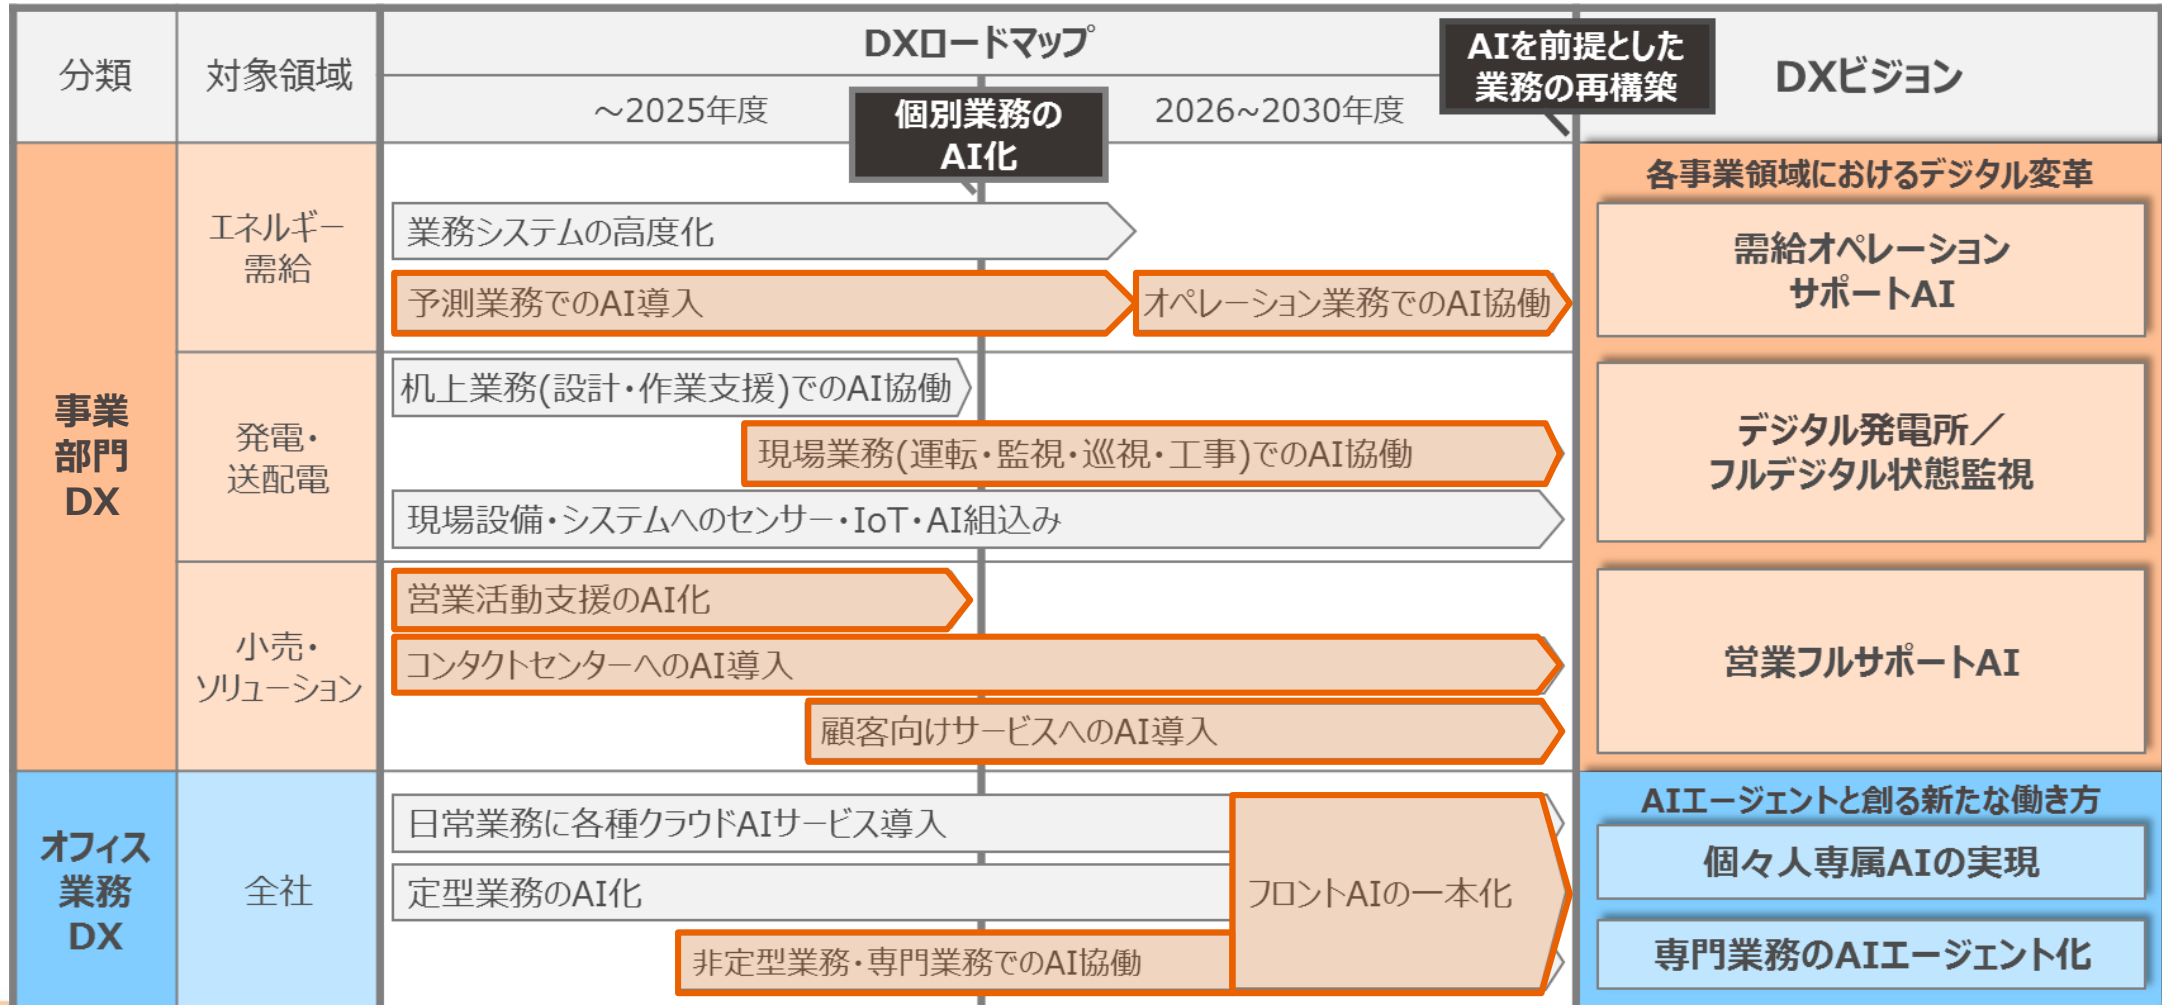 分類
対象領域
DXロードマップ
～2025年度
2026~2030年度
個別業務の
AI化
AIを前提とした
業務の再構築
DXビジョン
事業
部門
DX
エネルギー
需給
業務システムの高度化
予測業務でのAI導入
オペレーション業務でのAI協働
各事業領域におけるデジタル変革
需給オペレーション
サポートAI
発電・
送配電
机上業務(設計・作業支援)でのAI協働
現場業務(運転・監視・巡視・工事)でのAI協働
現場設備・システムへのセンサー・IoT・AI組込み
デジタル発電所／
フルデジタル状態監視
小売・
ソリューション
営業活動支援のAI化
コンタクトセンターへのAI導入
顧客向けサービスへのAI導入
営業フルサポートAI
オフィス
業務
DX
全社
日常業務に各種クラウドAIサービス導入
定型業務のAI化
非定型業務・専門業務でのAI協働
フロントAIの一本化
AIエージェントと創る新たな働き方
個々人専属AIの実現
専門業務のAIエージェント化